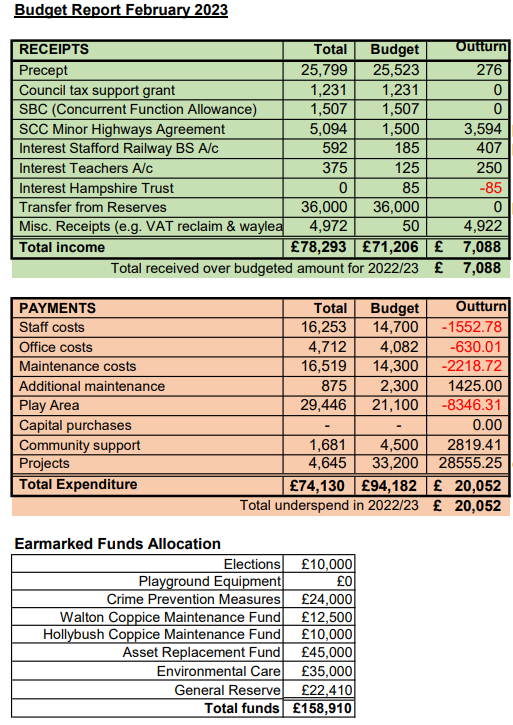 Budget Report February 2023
RECEIPTS Total Budget Outturn
Precept 25,799 25,523 276
Council tax support grant 1,231 1,231 0
SBC (Concurrent Function Allowance) 1,507 1,507 0
SCC Minor Highways Agreement 5,094 1,500 3,594
Interest Stafford Railway BS A/c 592 185 407
Interest Teachers A/c 375 125 250
Interest Hampshire Trust 0 85 -85
Transfer from Reserves 36,000 36,000 0
Misc. Receipts (e.g. VAT reclaim & waylea 4,972 50 4,922
Total income £78,293 £71,206 £ 7,088
Total received over budgeted amount for 2022/23 £ 7,088
PAYMENTS Total Budget Outturn
Staff costs 16,253 14,700 -1552.78
Office costs 4,712 4,082 -630.01
Maintenance costs 16,519 14,300 -2218.72
Additional maintenance 875 2,300 1425.00
Play Area 29,446 21,100 -8346.31
Capital purchases - - 0.00
Community support 1,681 4,500 2819.41
Projects 4,645 33,200 28555.25
Total Expenditure £74,130 £94,182 £ 20,052
Total underspend in 2022/23 £ 20,052
Earmarked Funds Allocation
Elections £10,000
Playground Equipment £0
Crime Prevention Measures £24,000
Walton Coppice Maintenance Fund £12,500
Hollybush Coppice Maintenance Fund £10,000
Asset Replacement Fund £45,000
Environmental Care £35,000
General Reserve £22,410
Total funds £158,910